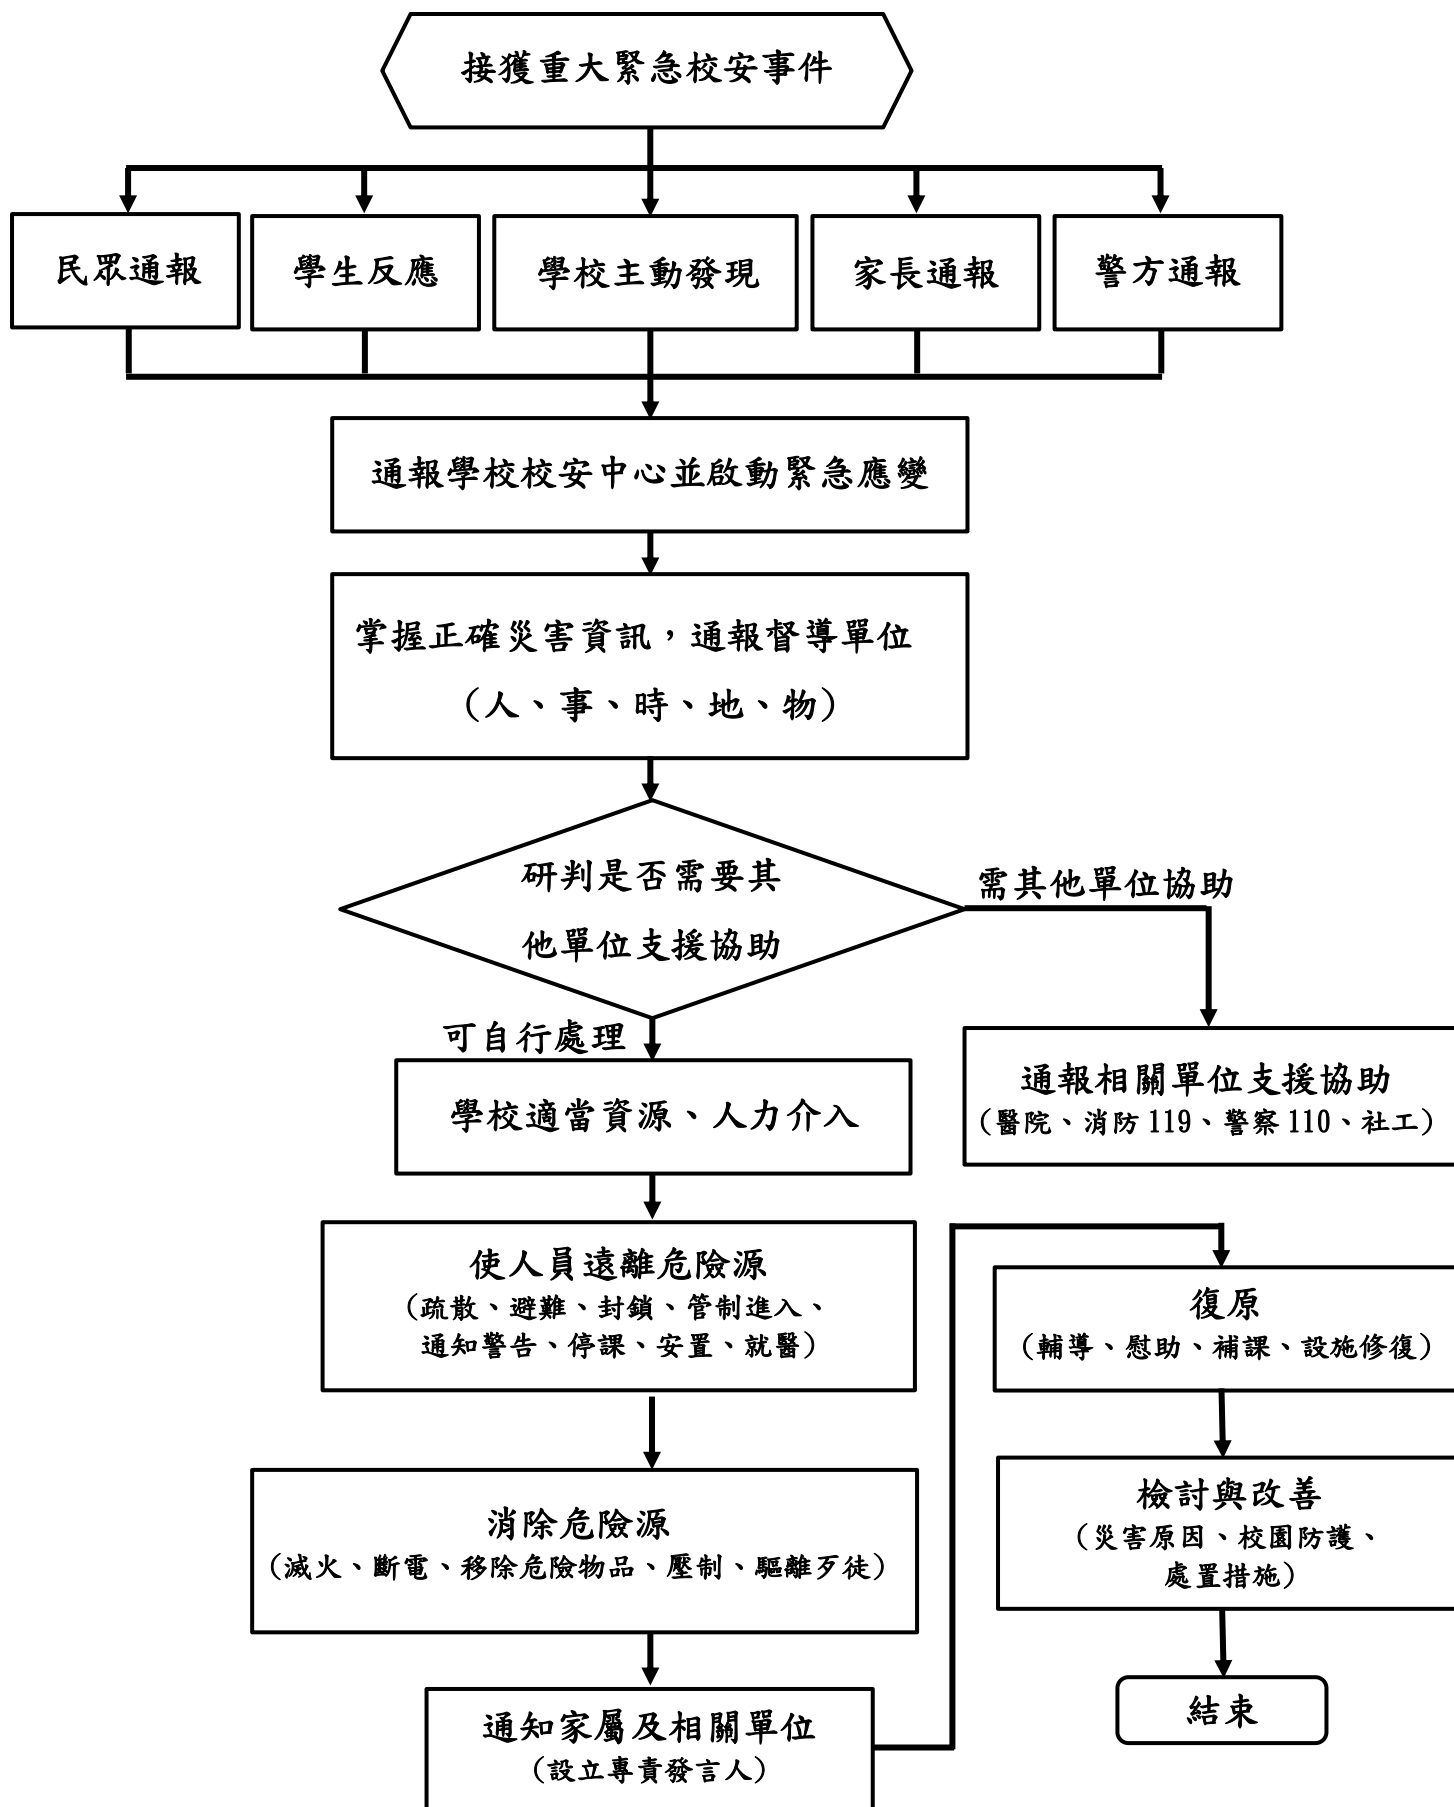 接獲重大緊急校安事件
民眾通報
學生反應
學校主動發現
家長通報
警方通報
通報學校校安中心並啟動緊急應變
掌握正確災害資訊，通報督導單位
（人、事、時、地、物）
研判是否需要其
他單位支援協助
需其他單位協助
可自行處理
通報相關單位支援協助
（醫院、消防 119、警察 110、社工）
學校適當資源、人力介入
使人員遠離危險源
（疏散、避難、封鎖、管制進入、
通知警告、停課、安置、就醫）
消除危險源
（滅火、斷電、移除危險物品、壓制、驅離歹徒）
通知家屬及相關單位
（設立專責發言人）
復原
（輔導、慰助、補課、設施修復）
檢討與改善
（災害原因、校園防護、
處置措施）
結束